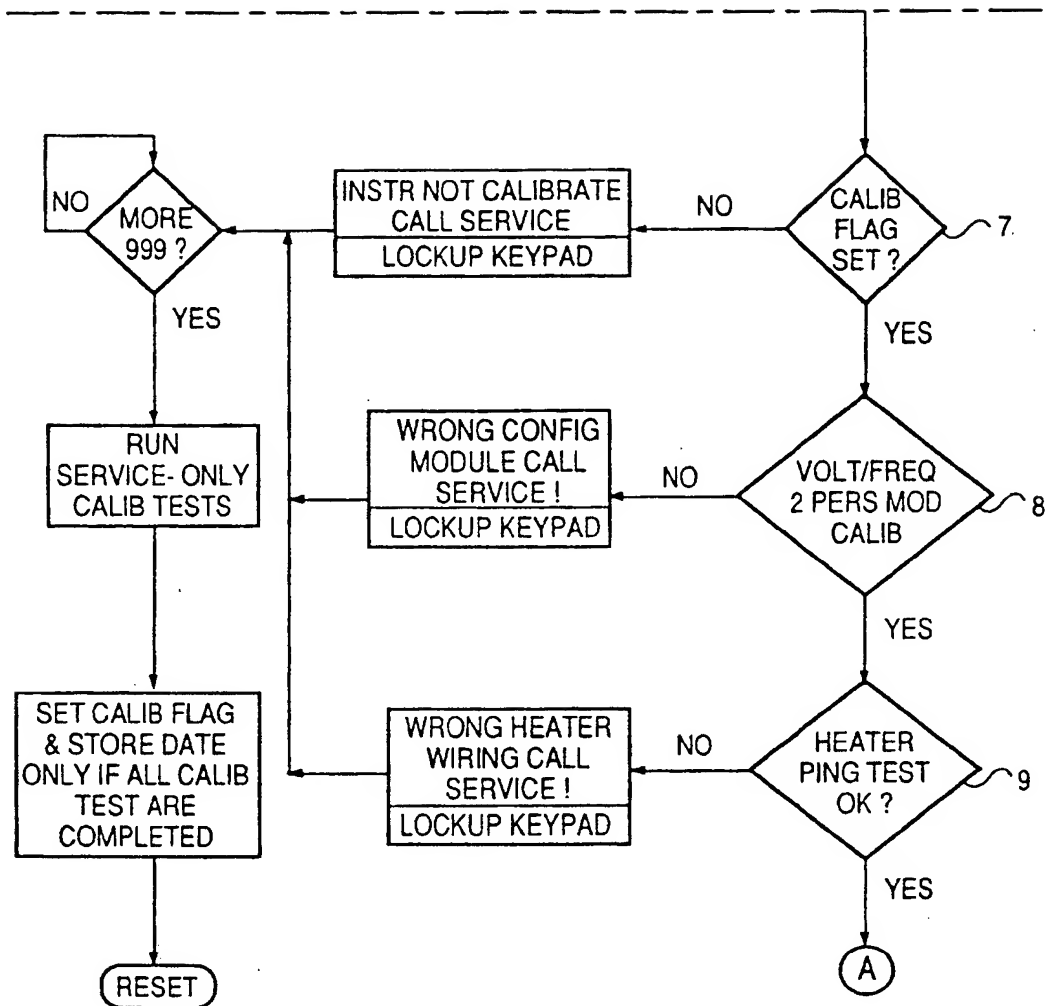 NO
MORE
999 ?
YES
RUN
SERVICE- ONLY
CALIB TESTS
SET CALIB FLAG
& STORE DATE
ONLY IF ALL CALIB
TEST ARE
COMPLETED
RESET
INSTR NOT CALIBRATE
CALL SERVICE
LOCKUP KEYPAD
NO
CALIB
FLAG
SET ?
7
YES
WRONG CONFIG
MODULE CALL
SERVICE !
LOCKUP KEYPAD
NO
VOLT/FREQ
2 PERS MOD
CALIB
8
YES
WRONG HEATER
WIRING CALL
SERVICE !
LOCKUP KEYPAD
NO
HEATER
PING TEST
OK ?
9
YES
A